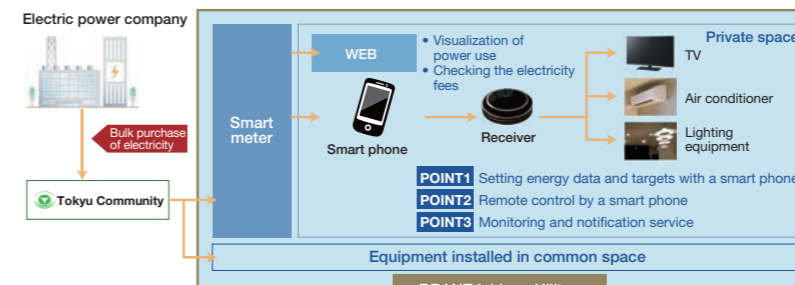 Electric power company
Bulk purchase
of electricity
Tokyu Community
Smart
meter
WEB
• Visualization of
power use
• Checking the electricity
fees
Smart phone
Receiver
Private space
TV
Air conditioner
Lighting
equipment
POINT1 Setting energy data and targets with a smart phone
POINT2 Remote control by a smart phone
POINT3 Monitoring and notification service
Equipment installed in common space